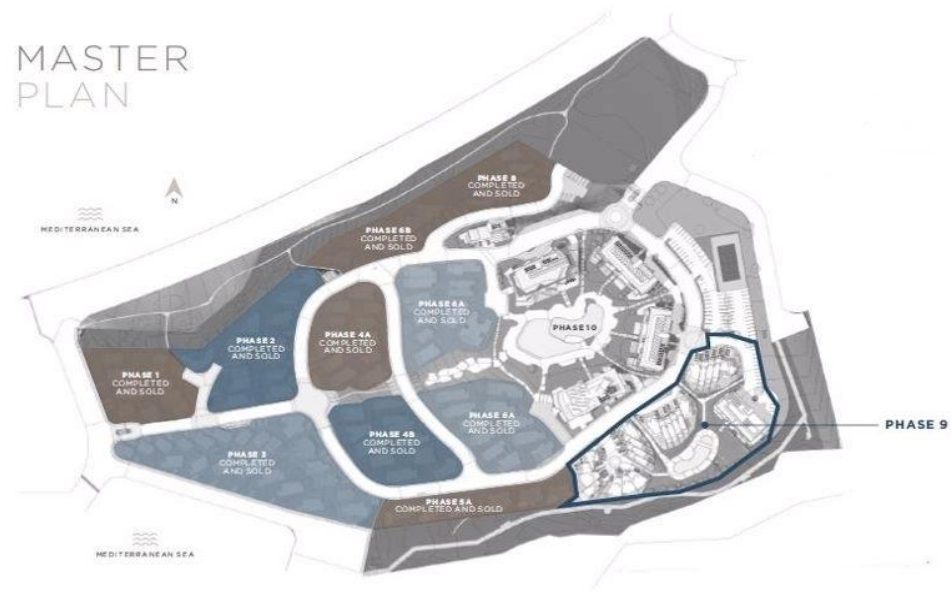 MASTER
PLAN
N
MEDITERRANEAN SEA
PHASE 8
COMPLETED
AND SOLD
PHASE 6B
COMPLETED
AND SOLD
PHASE 6A
COMPLETED
AND SOLD
PHASE 10
PHASE 2
COMPLETED
AND SOLD
PHASE 4A
COMPLETED
AND SOLD
PHASE 1
COMPLETED
AND SOLD
PHASE 6A
COMPLETED
AND SOLD
PHASE 9
PHASE 4B
COMPLETED
AND SOLD
PHASE 3
COMPLETED
AND SOLD
PHASE 5A
COMPLETED AND SOLD
MEDITERRANEAN SEA